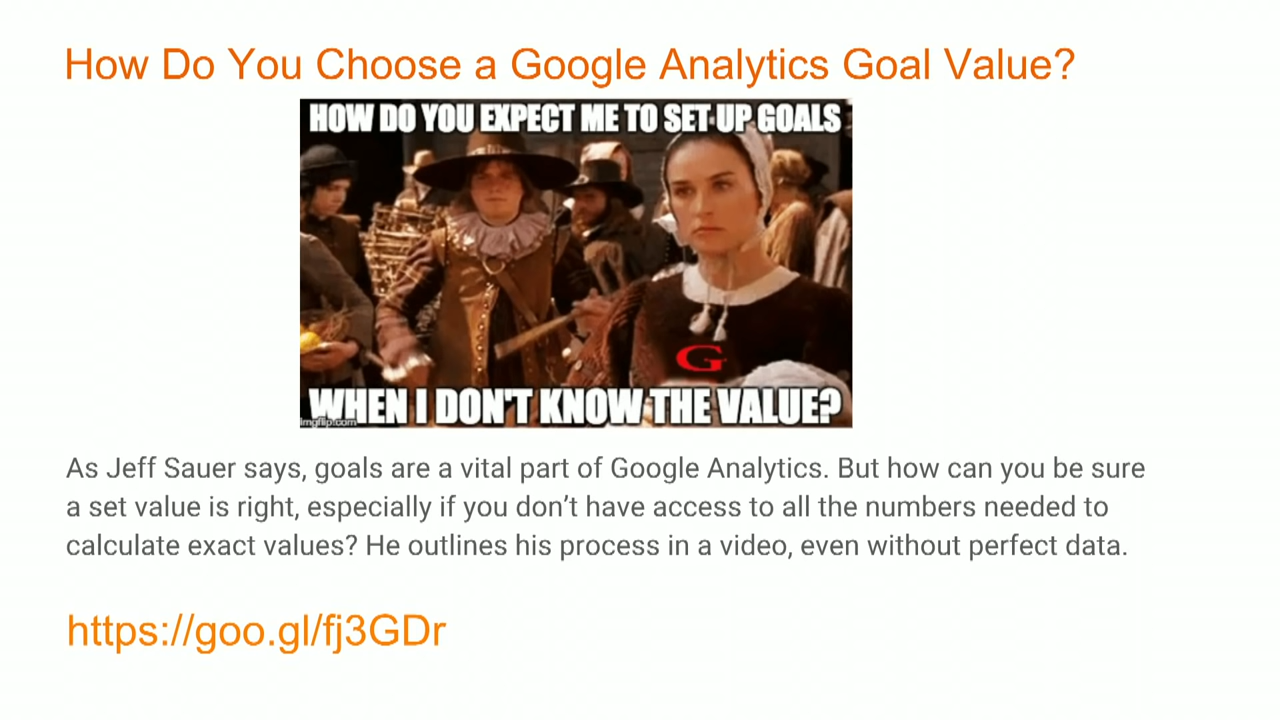 How Do You Choose a Google Analytics Goal Value?
HOW DO YOU EXPECT ME TO SET UP GOALS
G
WHEN I DON'T KNOW THE VALUE?
imgflip.com
As Jeff Sauer says, goals are a vital part of Google Analytics. But how can you be sure
a set value is right, especially if you don’t have access to all the numbers needed to
calculate exact values? He outlines his process in a video, even without perfect data.
https://goo.gl/fj3GDr